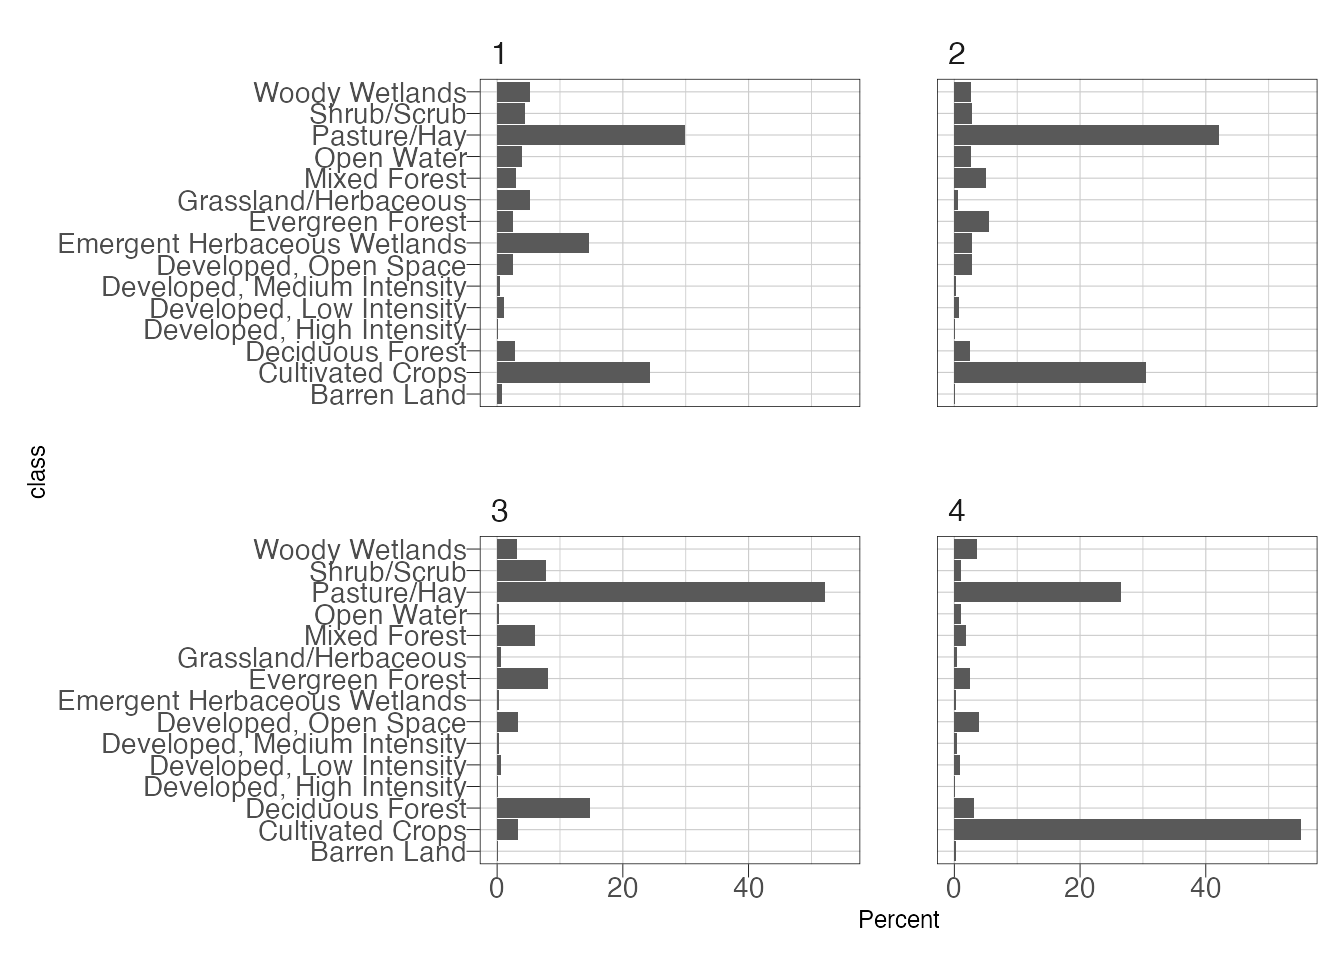 1
2
Woody Wetlands
Shrub/Scrub
Pasture/Hay
Open Water
Mixed Forest
Grassland/Herbaceous
Evergreen Forest
Emergent Herbaceous Wetlands
Developed, Open Space
Developed, Medium Intensity
Developed, Low Intensity
Developed, High Intensity
Deciduous Forest
Cultivated Crops
Barren Land
class
3
4
Woody Wetlands
Shrub/Scrub
Pasture/Hay
Open Water
Mixed Forest
Grassland/Herbaceous
Evergreen Forest
Emergent Herbaceous Wetlands
Developed, Open Space
Developed, Medium Intensity
Developed, Low Intensity
Developed, High Intensity
Deciduous Forest
Cultivated Crops
Barren Land
0 20 40 0 20 40
Percent